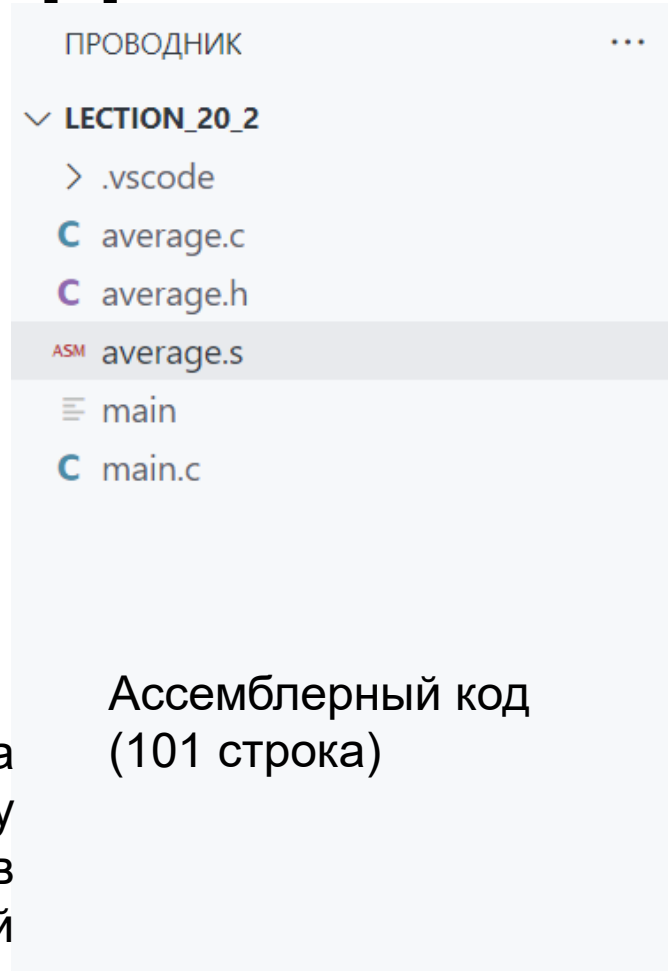 ПРОВОДНИК ...
LECTION_20_2
.vscode
C average.c
C average.h
ASM average.s
main
C main.c
Ассемблерный код
(101 строка)
а
у
в
й